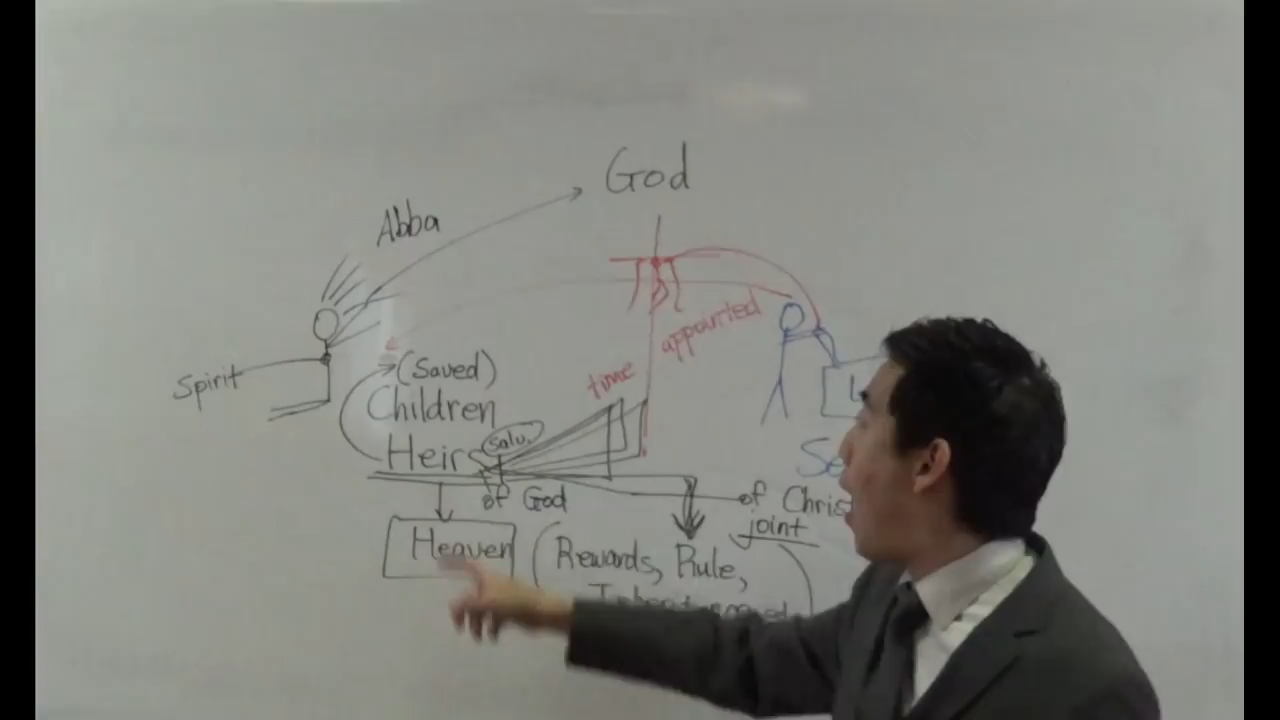 God
Abba
appointed
time
Spirit
(Saved)
Children
Salv.
Heirs
of God
of Christ
joint
Heaven
Rewards, Rule,